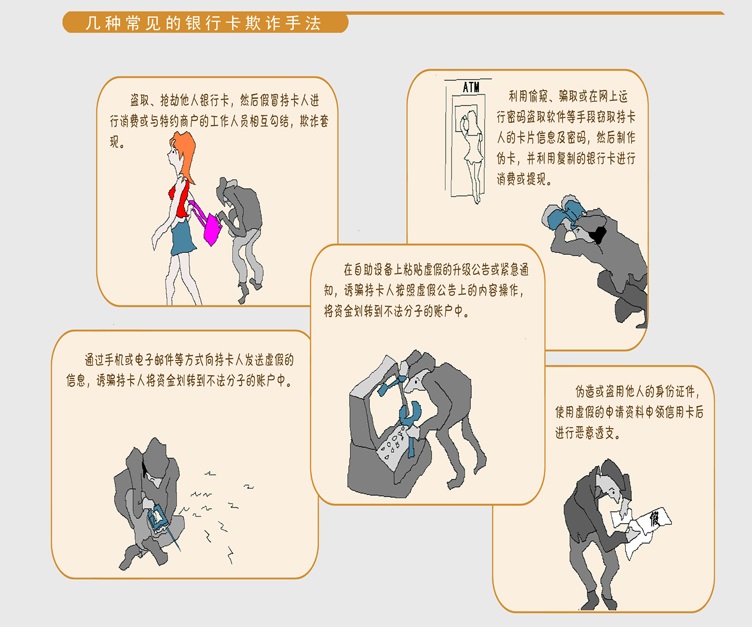 几种常见的银行卡欺诈手法
盗取、抢劫他人银行卡，然后假冒持卡人进
行消费或与特约商户的工作人员相互勾结，欺诈套
现。
ATM
利用偷窥、骗取或在网上运
行密码盗取软件等手段窃取持卡
人的卡片信息及密码，然后制作
伪卡，并利用复制的银行卡进行
消费或提现。
在自助设备上粘贴虚假的升级公告或紧急通
知，诱骗持卡人按照虚假公告上的内容操作，
将资金划转到不法分子的账户中。
通过手机或电子邮件等方式向持卡人发送虚假的
信息，诱骗持卡人将资金划转到不法分子的账户中。
伪造或盗用他人的身份证件，
使用虚假的申请资料申领信用卡后
进行恶意透支。
假